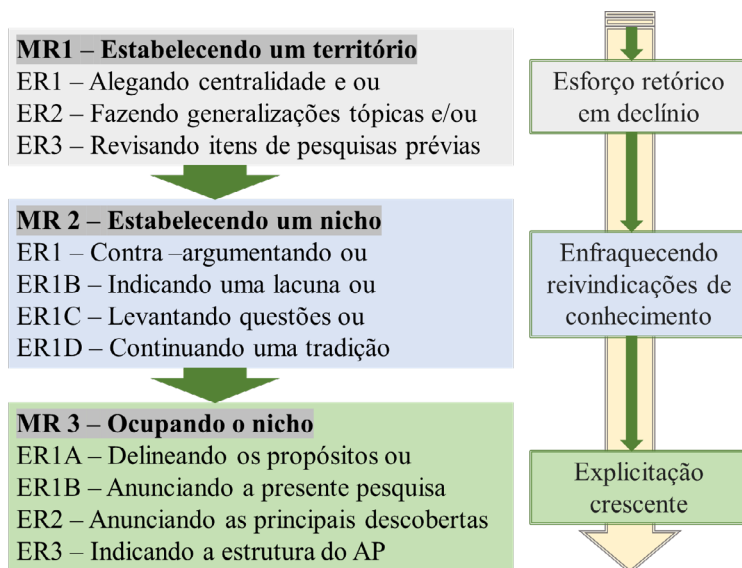 MR1 – Estabelecendo um território
ER1 – Alegando centralidade e ou
ER2 – Fazendo generalizações tópicas e/ou
ER3 – Revisando itens de pesquisas prévias
Esforço retórico
em declínio
MR 2 – Estabelecendo um nicho
ER1 – Contra –argumentando ou
ER1B – Indicando uma lacuna ou
ER1C – Levantando questões ou
ER1D – Continuando uma tradição
Enfraquecendo
reivindicações de
conhecimento
MR 3 – Ocupando o nicho
ER1A – Delineando os propósitos ou
ER1B – Anunciando a presente pesquisa
ER2 – Anunciando as principais descobertas
ER3 – Indicando a estrutura do AP
Explicitação
crescente